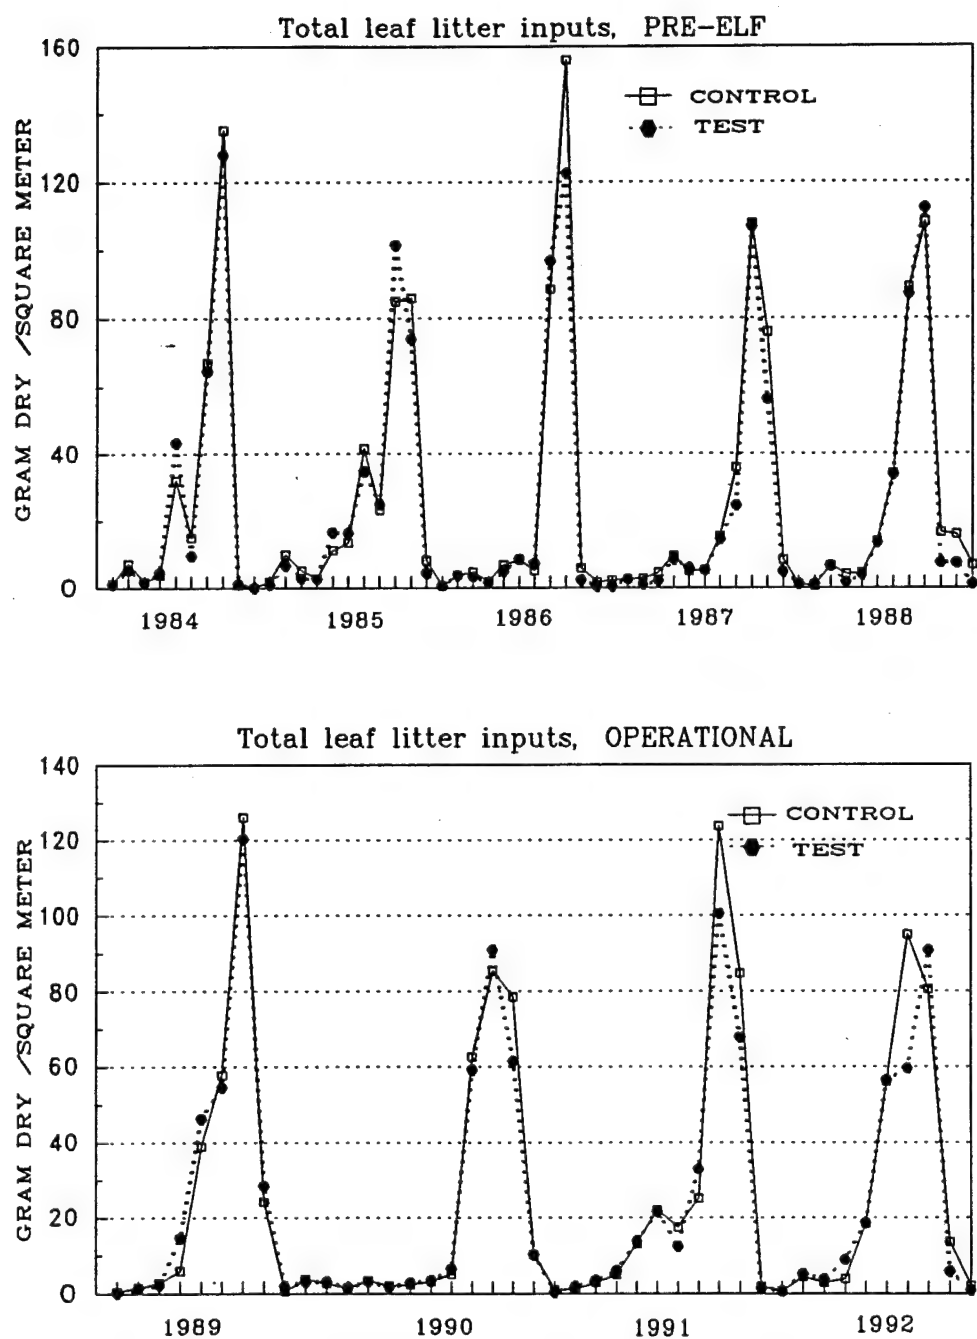 Total leaf litter inputs, PRE-ELF
160
120
80
40
0
GRAM DRY /SQUARE METER
CONTROL
TEST
1984 1985 1986 1987 1988
Total leaf litter inputs, OPERATIONAL
140
120
100
80
60
40
20
0
GRAM DRY /SQUARE METER
CONTROL
TEST
1989 1990 1991 1992